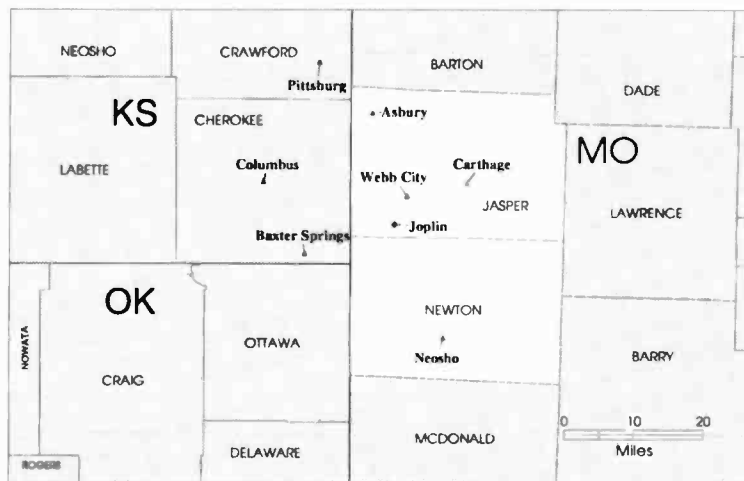 NEOSHO
CRAWFORD
Pittsburg
BARTON
DADE
KS
CHEROKEE
Asbury
MO
LABETTE
Columbus
Webb City
Carthage
JASPER
LAWRENCE
Baxter Springs
Joplin
OK
NOWATA
OTTAWA
NEWTON
Neosho
CRAIG
BARRY
DELAWARE
MCDONALD
0 10 20
Miles
ROGERS